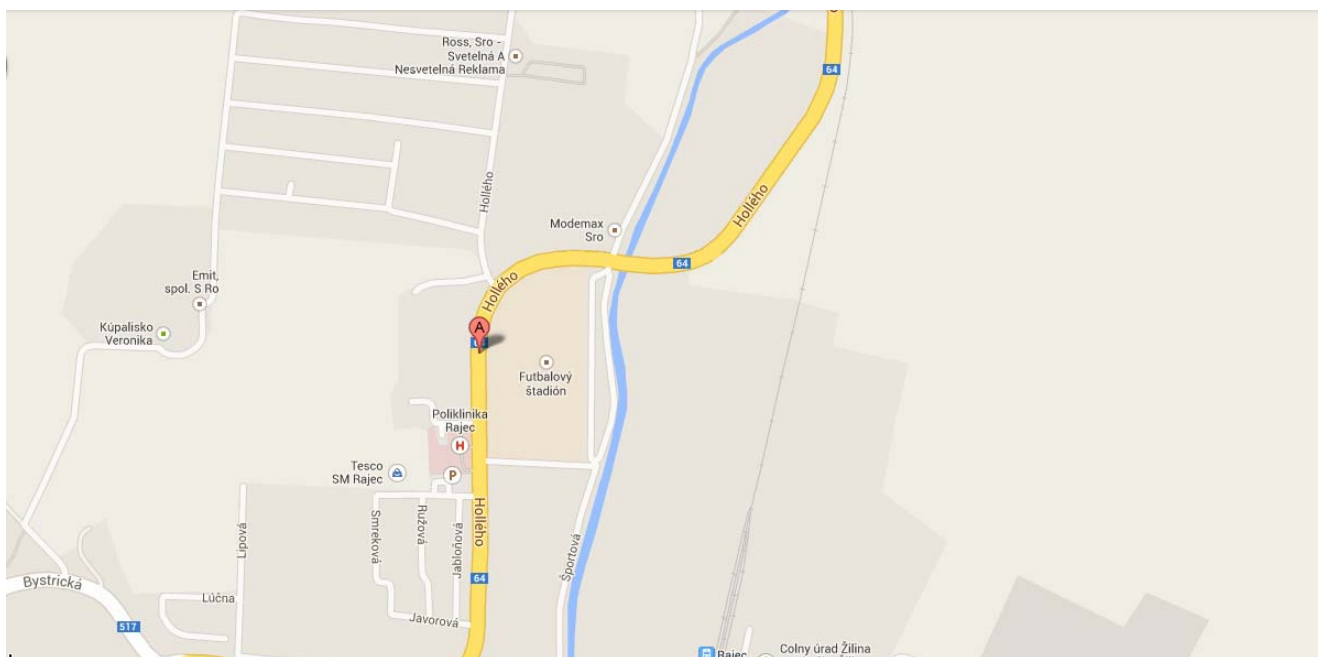 Ross, Sro -
Svetelná A
Nesvetelná Reklama
64
Hollého
Hollého
Modemax
Sro
64
Hollého
Emit,
spol. S Ro
Kúpalisko
Veronika
A
Futbalový
štadión
Poliklinika
Rajec
H
Tesco
SM Rajec
P
Hollého
Smreková
Ružová
Jabloňová
Lipová
Športová
64
Bystrická
Lúčna
Javorová
517
Rajec
Colny úrad Žilina